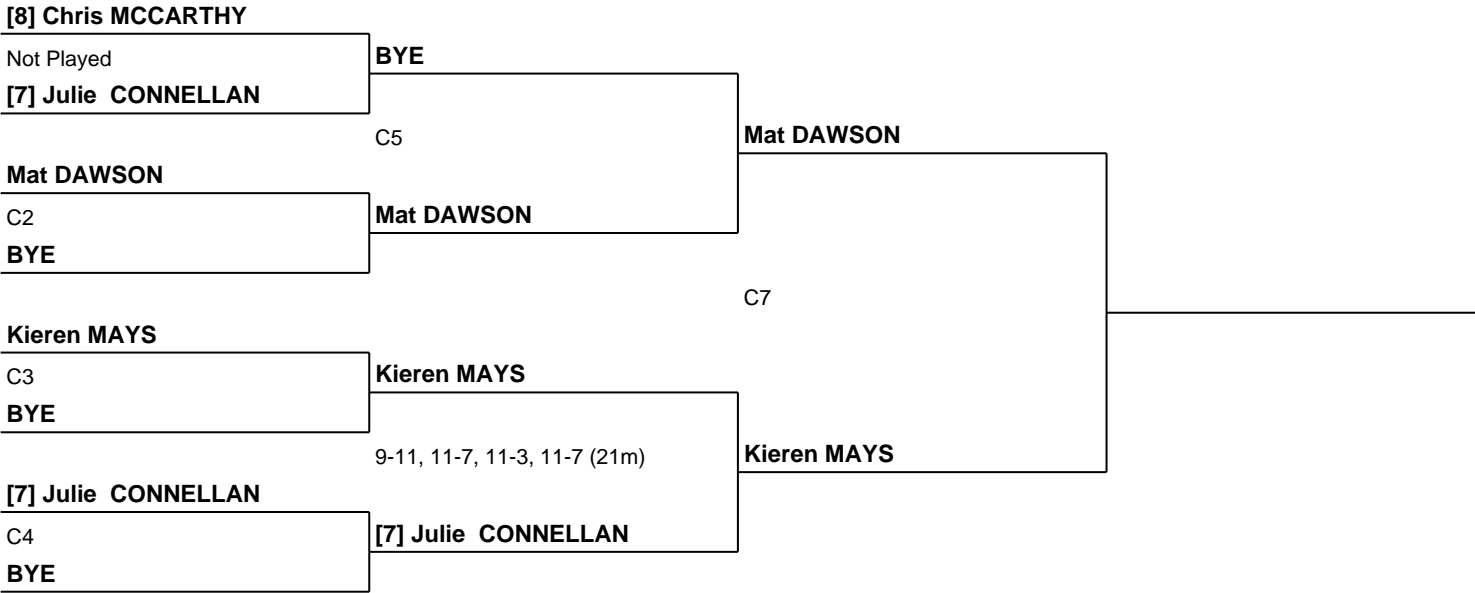 [8] Chris MCCARTHY
Not Played
BYE
[7] Julie  CONNELLAN
C5
Mat DAWSON
Mat DAWSON
C2
Mat DAWSON
BYE
C7
Kieren MAYS
C3
Kieren MAYS
BYE
9-11, 11-7, 11-3, 11-7 (21m)
Kieren MAYS
[7] Julie  CONNELLAN
C4
[7] Julie  CONNELLAN
BYE